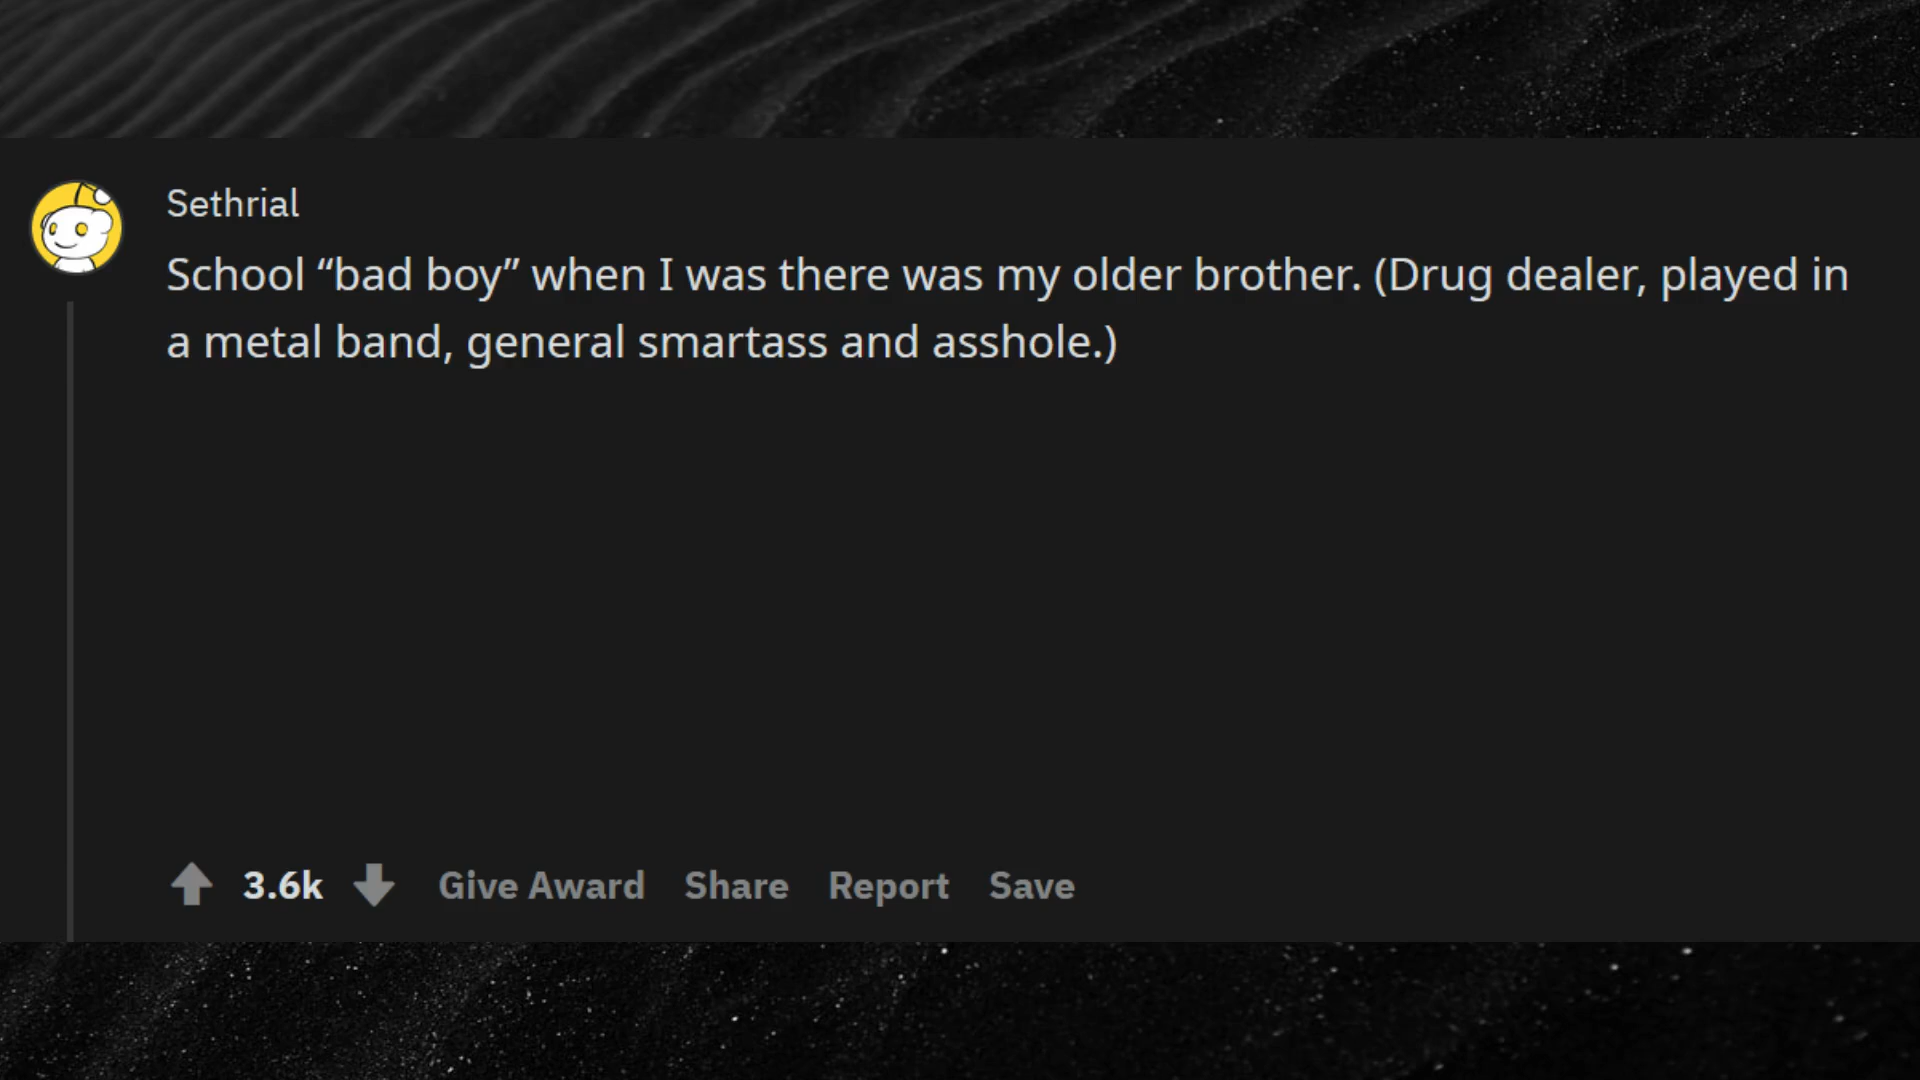 Sethrial
School “bad boy” when I was there was my older brother. (Drug dealer, played in
a metal band, general smartass and asshole.)
3.6k Give Award Share Report Save